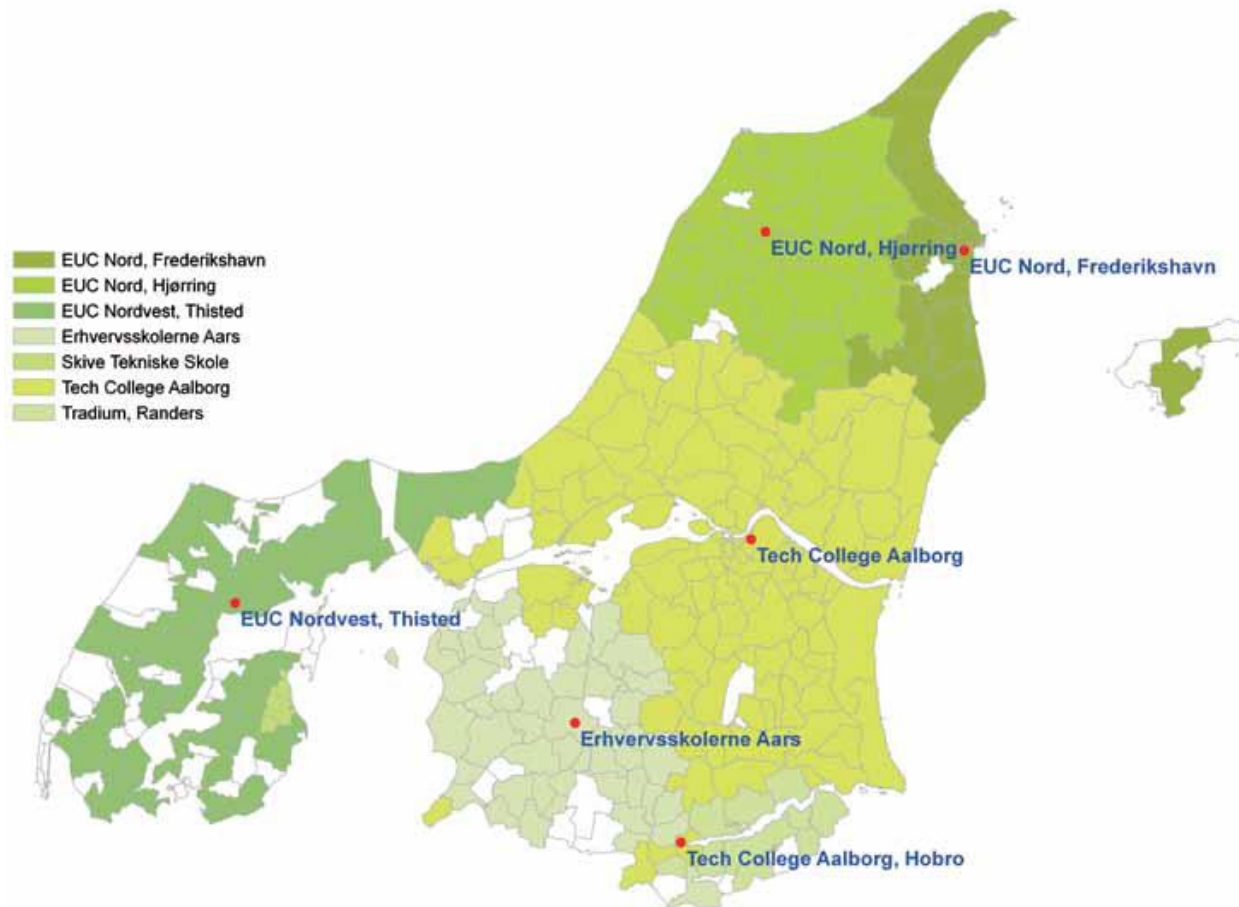 EUC Nord, Frederikshavn
EUC Nord, Hjørring
EUC Nordvest, Thisted
Erhvervsskolerne Aars
Skive Tekniske Skole
Tech College Aalborg
Tradium, Randers
EUC Nord, Hjørring
EUC Nord, Frederikshavn
Tech College Aalborg
EUC Nordvest, Thisted
Erhvervsskolerne Aars
Tech College Aalborg, Hobro